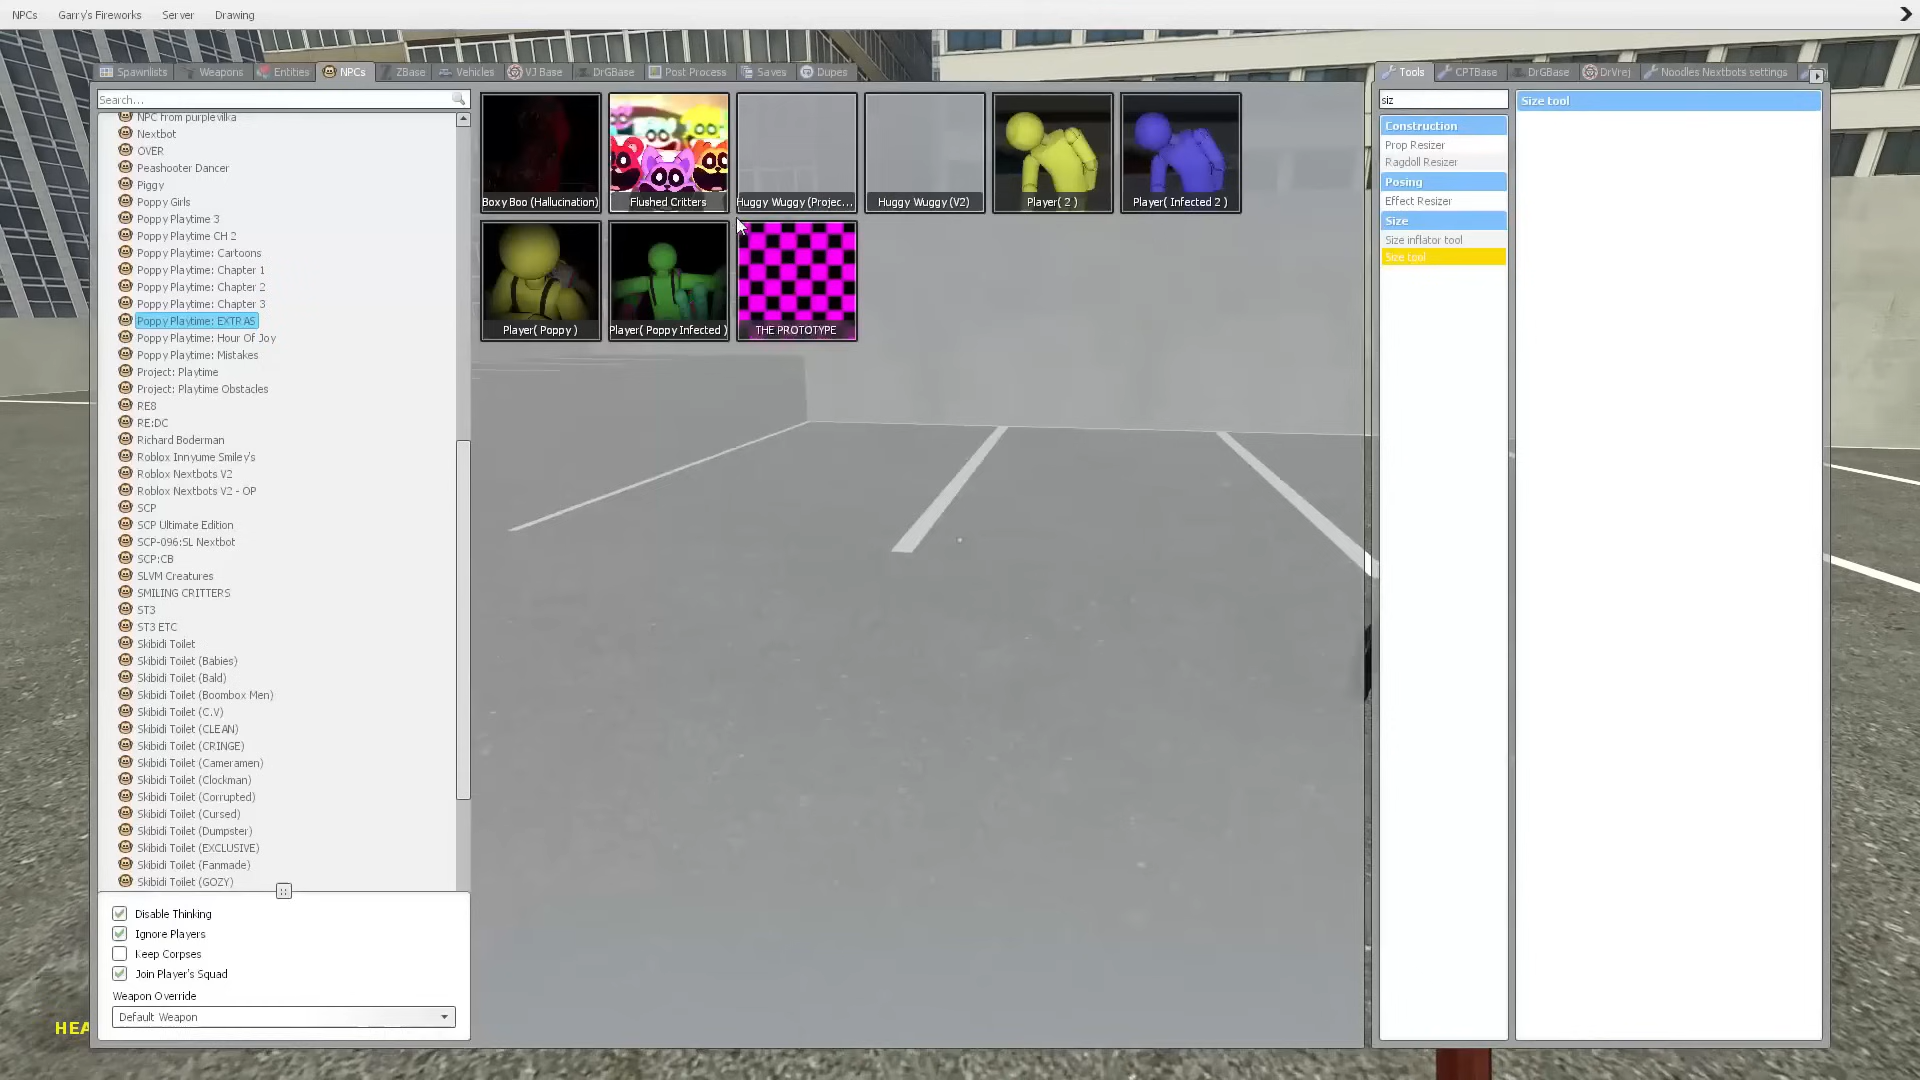 NPCs Garry's Fireworks Server Drawing
Spawnlists Weapons Entities NPCs ZBase Vehicles VJ Base DrGBase Post Process Saves Dupes
Search...
NPC from purplevilka
Nextbot
OVER
Peashooter Dancer
Piggy
Poppy Girls
Poppy Playtime 3
Poppy Playtime CH 2
Poppy Playtime: Cartoons
Poppy Playtime: Chapter 1
Poppy Playtime: Chapter 2
Poppy Playtime: Chapter 3
Poppy Playtime: EXTRAS
Poppy Playtime: Hour Of Joy
Poppy Playtime: Mistakes
Project: Playtime
Project: Playtime Obstacles
RE8
RE:DC
Richard Boderman
Roblox Innyume Smiley's
Roblox Nextbots V2
Roblox Nextbots V2 - OP
SCP
SCP Ultimate Edition
SCP-096:SL Nextbot
SCP:CB
SLVM Creatures
SMILING CRITTERS
ST3
ST3 ETC
Skibidi Toilet
Skibidi Toilet (Babies)
Skibidi Toilet (Bald)
Skibidi Toilet (Boombox Men)
Skibidi Toilet (C.V)
Skibidi Toilet (CLEAN)
Skibidi Toilet (CRINGE)
Skibidi Toilet (Cameramen)
Skibidi Toilet (Clockman)
Skibidi Toilet (Corrupted)
Skibidi Toilet (Cursed)
Skibidi Toilet (Dumpster)
Skibidi Toilet (EXCLUSIVE)
Skibidi Toilet (Fanmade)
Skibidi Toilet (GOZY)
Disable Thinking
Ignore Players
Keep Corpses
Join Player's Squad
Weapon Override
Default Weapon
HEA
Boxy Boo (Hallucination) Flushed Critters Huggy Wuggy (Projec... Huggy Wuggy (V2) Player( 2 ) Player( Infected 2 )
Player( Poppy ) Player( Poppy Infected ) THE PROTOTYPE
Tools CPTBase DrGBase DrVrej Noodles Nextbots settings
siz
Construction
Prop Resizer
Ragdoll Resizer
Posing
Effect Resizer
Size
Size inflator tool
Size tool
Size tool